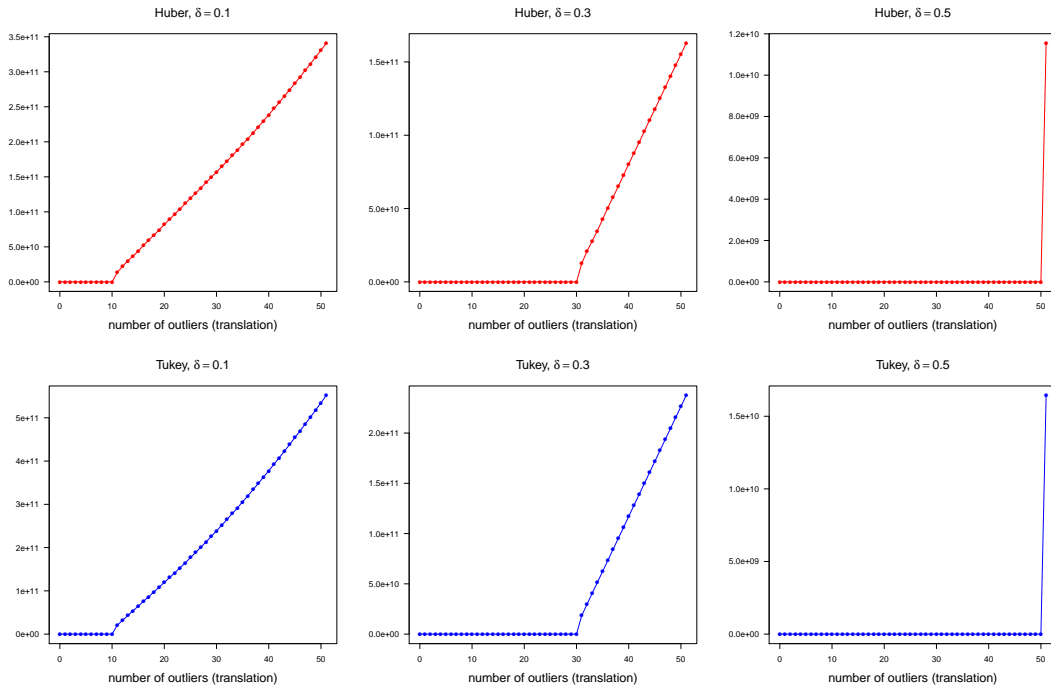 Huber, δ = 0.1
3.5e+11
3.0e+11
2.5e+11
2.0e+11
1.5e+11
1.0e+11
5.0e+10
0.0e+00
0 10 20 30 40 50
number of outliers (translation)
Huber, δ = 0.3
1.5e+11
1.0e+11
5.0e+10
0.0e+00
0 10 20 30 40 50
number of outliers (translation)
Huber, δ = 0.5
1.2e+10
1.0e+10
8.0e+09
6.0e+09
4.0e+09
2.0e+09
0.0e+00
0 10 20 30 40 50
number of outliers (translation)
Tukey, δ = 0.1
5e+11
4e+11
3e+11
2e+11
1e+11
0e+00
0 10 20 30 40 50
number of outliers (translation)
Tukey, δ = 0.3
2.0e+11
1.5e+11
1.0e+11
5.0e+10
0.0e+00
0 10 20 30 40 50
number of outliers (translation)
Tukey, δ = 0.5
1.5e+10
1.0e+10
5.0e+09
0.0e+00
0 10 20 30 40 50
number of outliers (translation)